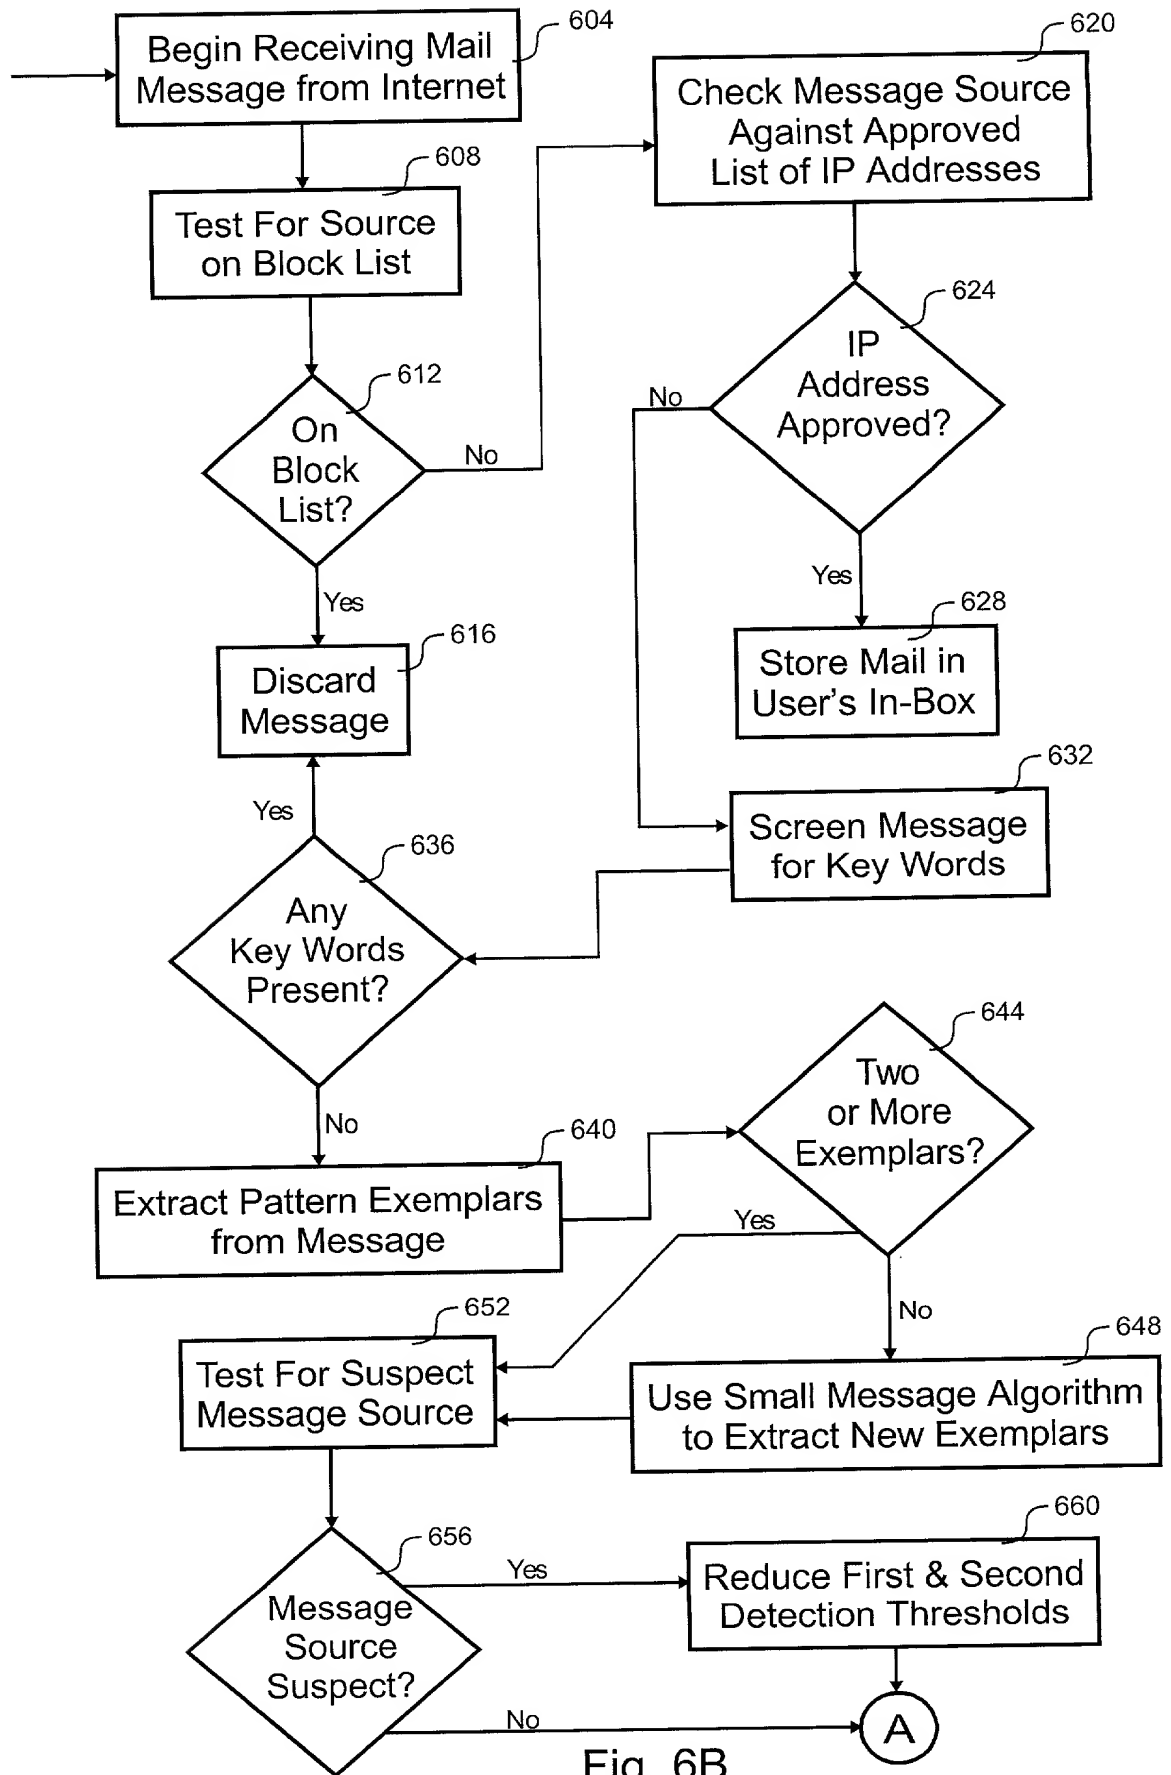 604
Begin Receiving Mail
Message from Internet
608
Test For Source
on Block List
612
On
Block
List?
No
Yes
616
Discard
Message
620
Check Message Source
Against Approved
List of IP Addresses
624
IP
Address
Approved?
No
Yes
628
Store Mail in
User's In-Box
632
Screen Message
for Key Words
Yes
636
Any
Key Words
Present?
No
640
Extract Pattern Exemplars
from Message
644
Two
or More
Exemplars?
Yes
No
648
Use Small Message Algorithm
to Extract New Exemplars
652
Test For Suspect
Message Source
656
Message
Source
Suspect?
Yes
660
Reduce First & Second
Detection Thresholds
No
A
Fig. 6B